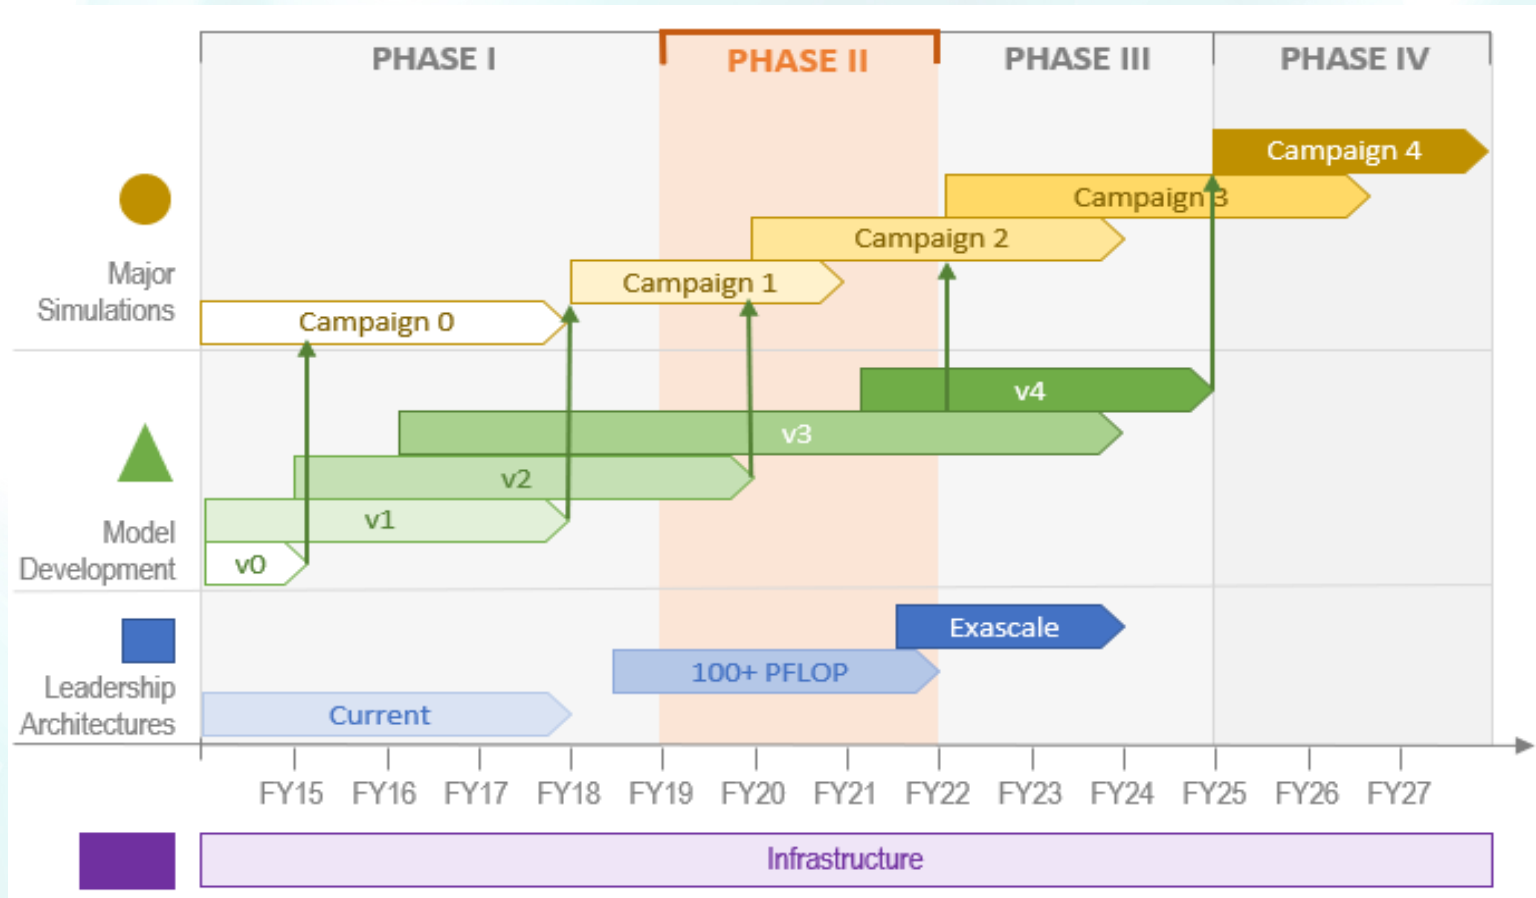 PHASE I
PHASE II
PHASE III
PHASE IV
Campaign 4
Campaign 3
Campaign 2
Campaign 1
Campaign 0
Major
Simulations
v4
v3
v2
v1
v0
Model
Development
Exascale
100+ PFLOP
Current
Leadership
Architectures
FY15 FY16 FY17 FY18 FY19 FY20 FY21 FY22 FY23 FY24 FY25 FY26 FY27
Infrastructure